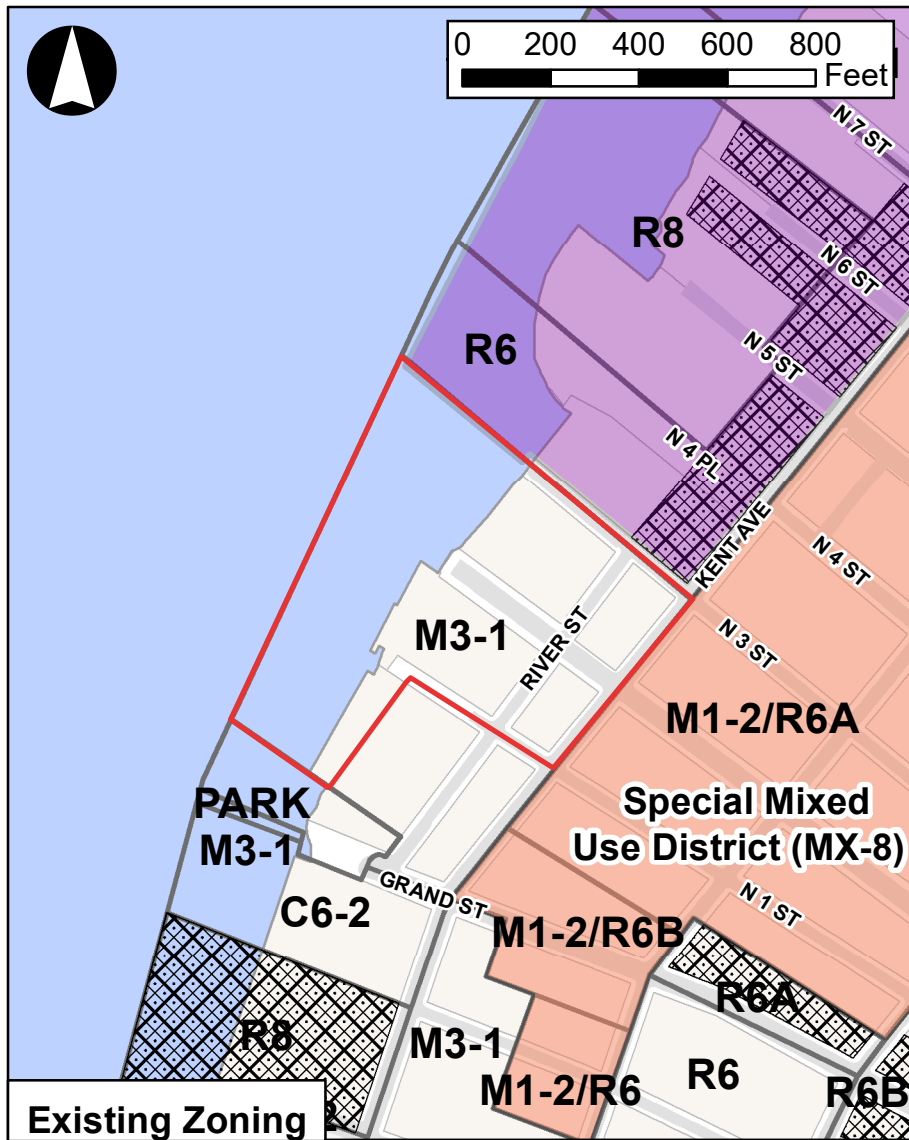 0 200 400 600 800
Feet
N 7 ST
R8
N 6 ST
R6
N 5 ST
N 4 PL
KENT AVE
N 4 ST
M3-1
RIVER ST
N 3 ST
M1-2/R6A
PARK
M3-1
Special Mixed
Use District (MX-8)
GRAND ST
C6-2
N 1 ST
M1-2/R6B
R6A
R8
M3-1
M1-2/R6
R6
R6B
Existing Zoning